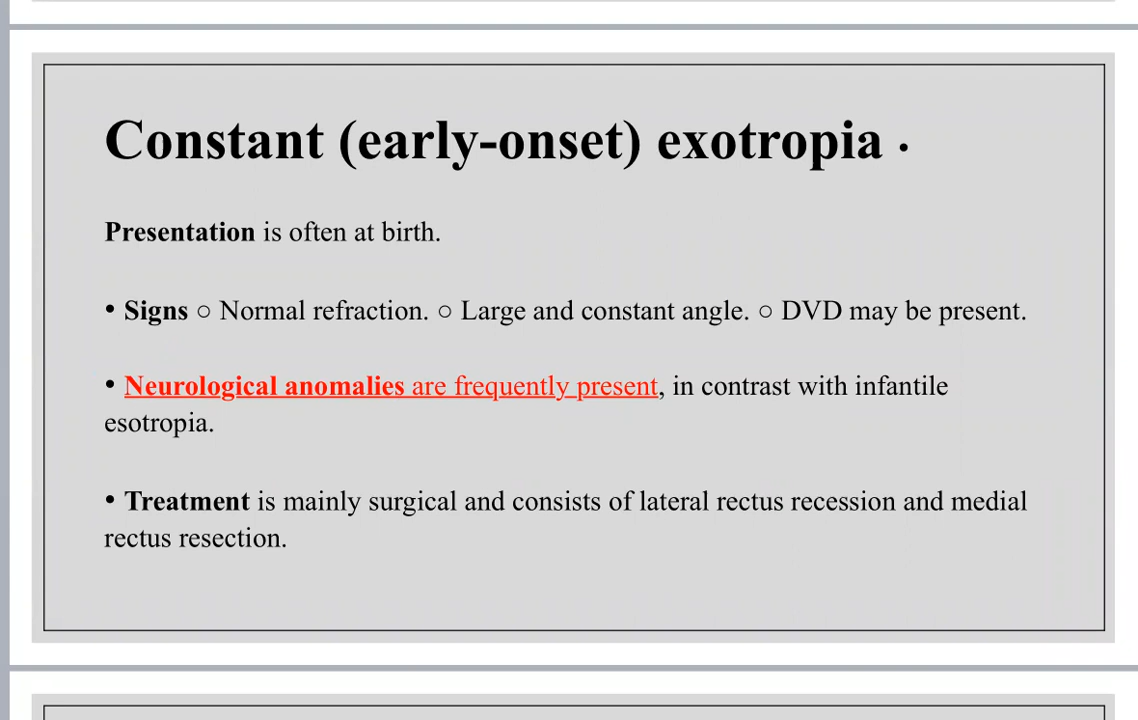 Constant (early-onset) exotropia •
Presentation is often at birth.
• Signs ○ Normal refraction. ○ Large and constant angle. ○ DVD may be present.
• Neurological anomalies are frequently present, in contrast with infantile
esotropia.
• Treatment is mainly surgical and consists of lateral rectus recession and medial
rectus resection.